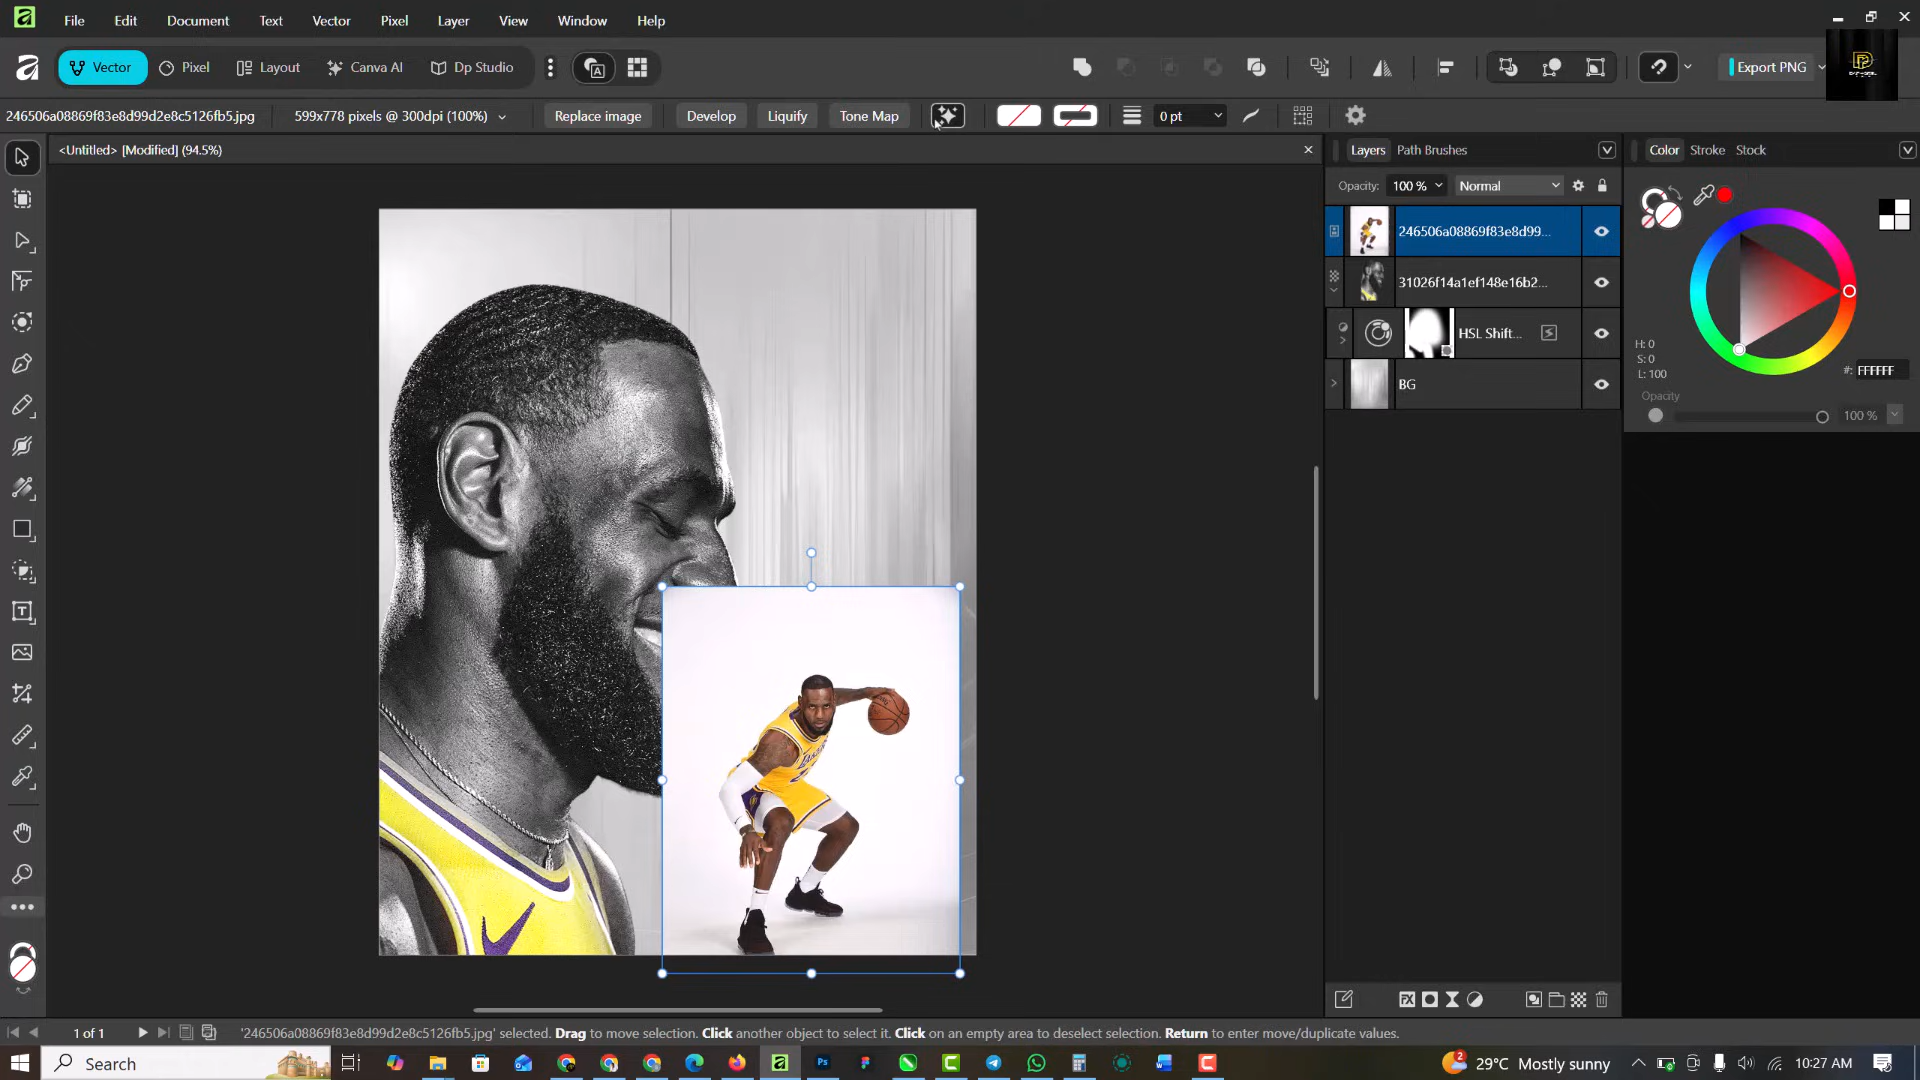 File Edit Document Text Vector Pixel Layer View Window Help
Vector Pixel Layout Canva AI Dp Studio Export PNG
246506a08869f83e8d99d2e8c5126fb5.jpg 599x778 pixels @ 300dpi (100%) Replace image Develop Liquify Tone Map 0 pt
<Untitled> [Modified] (94.5%)
Layers Path Brushes
Color Stroke Stock
Opacity: 100 % Normal
246506a08869f83e8d99...
31026f14a1ef148e16b2...
HSL Shift...
BG
H: 0
S: 0
L: 100
#: FFFFFF
Opacity
100 %
1 of 1 '246506a08869f83e8d99d2e8c5126fb5.jpg' selected. Drag to move selection. Click another object to select it. Click on an empty area to deselect selection. Return to enter move/duplicate values.
Search 2 29°C Mostly sunny 10:27 AM